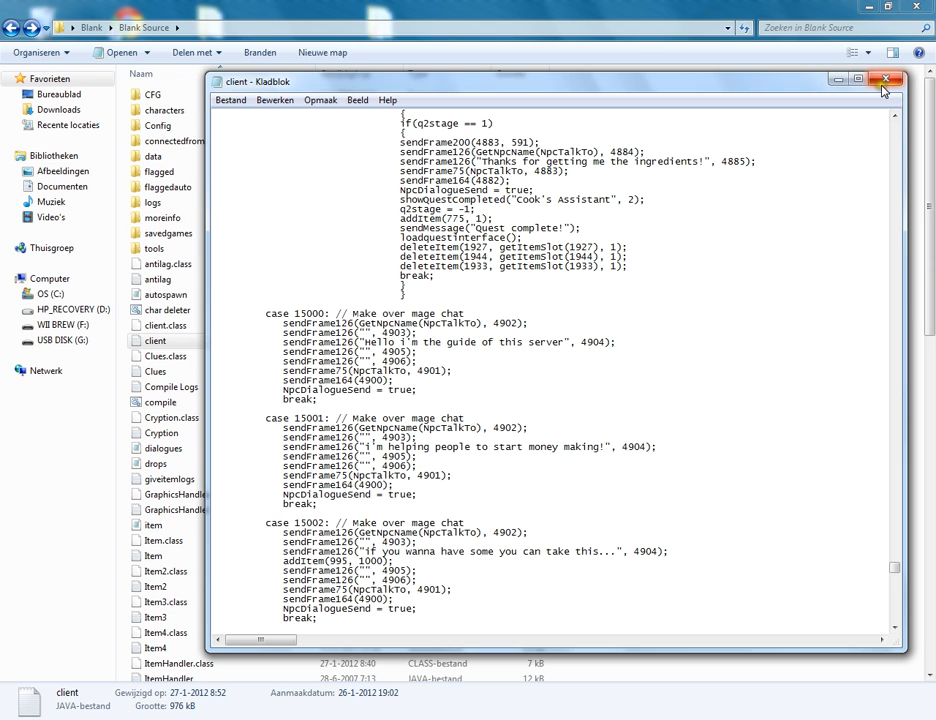 Blank ▸ Blank Source ▸
Zoeken in Blank Source
Organiseren
Openen
Delen met
Branden
Nieuwe map
Favorieten
Bureaublad
Downloads
Recente locaties
Bibliotheken
Afbeeldingen
Documenten
Muziek
Video's
Thuisgroep
Computer
OS (C:)
HP_RECOVERY (D:)
WII BREW (F:)
USB DISK (G:)
Netwerk
Naam
CFG
characters
Config
connectedfrom
data
flagged
flaggedauto
logs
moreinfo
savedgames
tools
antilag.class
antilag
autospawn
char deleter
client.class
client
Clues.class
Clues
Compile Logs
compile
Cryption.class
Cryption
dialogues
drops
giveitemlogs
GraphicsHandle
GraphicsHandle
item
Item.class
Item
Item2.class
Item2
Item3.class
Item3
Item4.class
Item4
ItemHandler.class
27-1-2012 8:40
CLASS-bestand
7 kB
ItemHandler
28-6-2007 7:13
JAVA-bestand
12 kB
client - Kladblok
Bestand Bewerken Opmaak Beeld Help
{
if(q2stage == 1)
{
sendFrame200(4883, 591);
sendFrame126(GetNpcName(NpcTalkTo), 4884);
sendFrame126("Thanks for getting me the ingredients!", 4885);
sendFrame75(NpcTalkTo, 4883);
sendFrame164(4882);
NpcDialogueSend = true;
showQuestCompleted("Cook's Assistant", 2);
q2stage = -1;
addItem(775, 1);
sendMessage("Quest complete!");
loadquestinterface();
deleteItem(1927, getItemSlot(1927), 1);
deleteItem(1944, getItemSlot(1944), 1);
deleteItem(1933, getItemSlot(1933), 1);
break;
}
}
}
case 15000: // Make over mage chat
sendFrame126(GetNpcName(NpcTalkTo), 4902);
sendFrame126("", 4903);
sendFrame126("Hello i'm the guide of this server", 4904);
sendFrame126("", 4905);
sendFrame126("", 4906);
sendFrame75(NpcTalkTo, 4901);
sendFrame164(4900);
NpcDialogueSend = true;
break;
case 15001: // Make over mage chat
sendFrame126(GetNpcName(NpcTalkTo), 4902);
sendFrame126("", 4903);
sendFrame126("i'm helping people to start money making!", 4904);
sendFrame126("", 4905);
sendFrame126("", 4906);
sendFrame75(NpcTalkTo, 4901);
sendFrame164(4900);
NpcDialogueSend = true;
break;
case 15002: // Make over mage chat
sendFrame126(GetNpcName(NpcTalkTo), 4902);
sendFrame126("", 4903);
sendFrame126("if you wanna have some you can take this...", 4904);
addItem(995, 1000);
sendFrame126("", 4905);
sendFrame126("", 4906);
sendFrame75(NpcTalkTo, 4901);
sendFrame164(4900);
NpcDialogueSend = true;
break;
client
Gewijzigd op: 27-1-2012 8:52
Aanmaakdatum: 26-1-2012 19:02
JAVA-bestand
Grootte: 976 kB